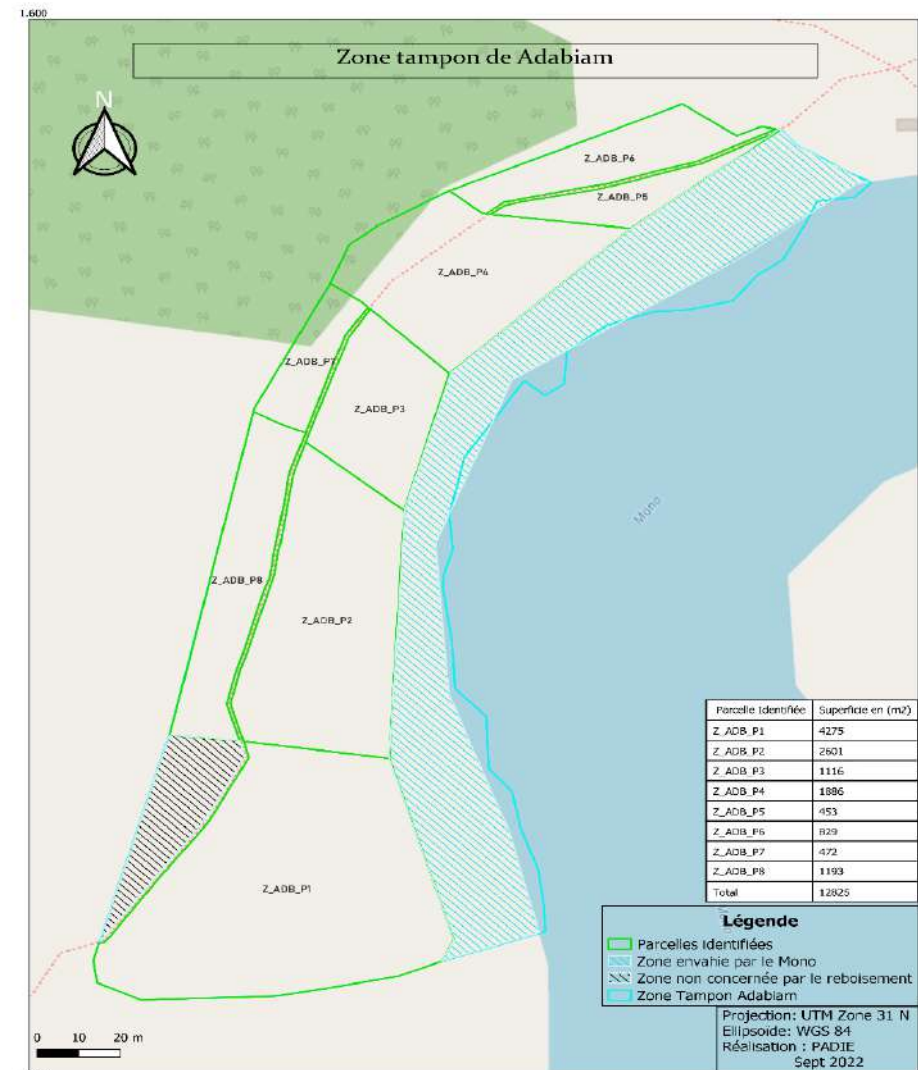 1.600
Zone tampon de Adabiam
N
Z_ADB_P6
Z_ADB_P5
Z_ADB_P4
Z_ADB_P7
Z_ADB_P3
Mono
Z_ADB_P8
Z_ADB_P2
Z_ADB_P1
Parcelle Identifiée Superficie en (m2)
Z_ADB_P1 4275
Z_ADB_P2 2601
Z_ADB_P3 1116
Z_ADB_P4 1886
Z_ADB_P5 453
Z_ADB_P6 829
Z_ADB_P7 472
Z_ADB_P8 1193
Total 12825
Légende
Parcelles identifiées
Zone envahie par le Mono
Zone non concernée par le reboisement
Zone Tampon Adabiam
Projection: UTM Zone 31 N
Ellipsoide: WGS 84
Réalisation : PADIE
Sept 2022
0 10 20 m